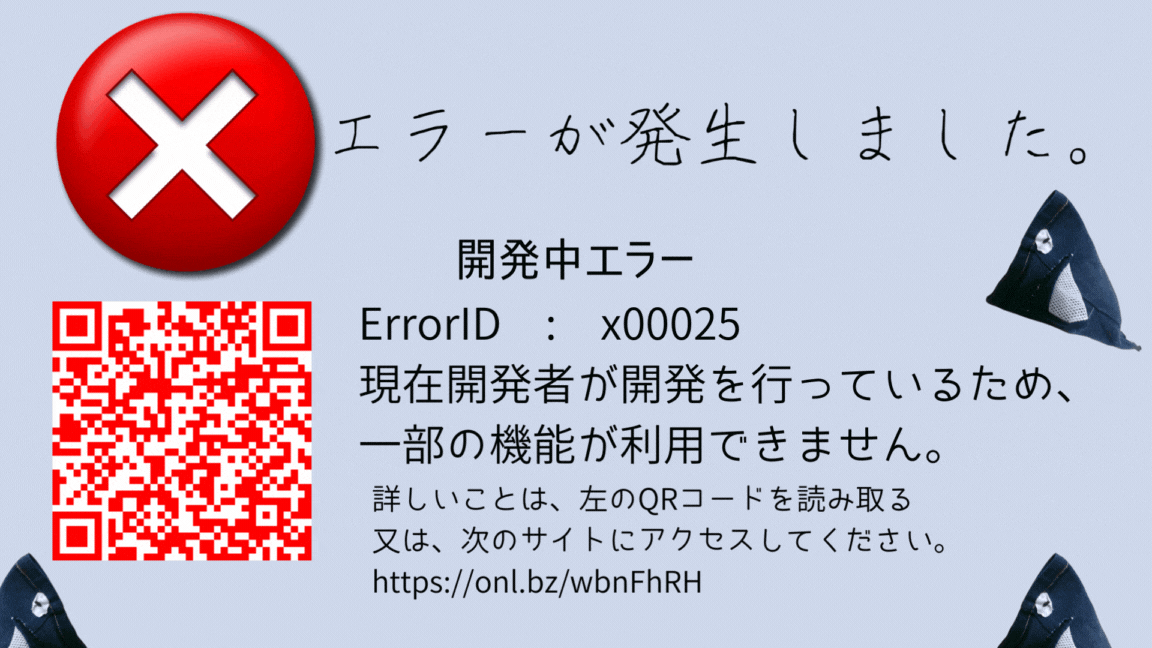 エラーが発生しました。
開発中エラー
ErrorID : x00025
現在開発者が開発を行っているため、
一部の機能が利用できません。
詳しいことは、左のQRコードを読み取る
又は、次のサイトにアクセスしてください。
https://onl.bz/wbnFhRH